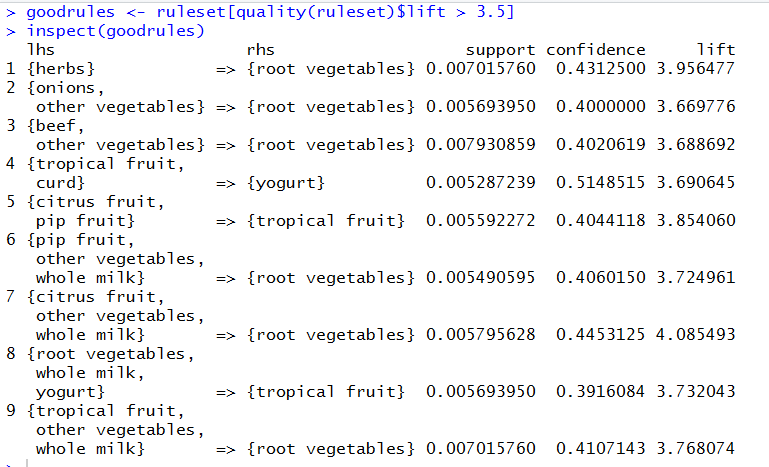 > goodrules <- ruleset[quality(ruleset)$lift > 3.5]
> inspect(goodrules)
  lhs                    rhs               support confidence     lift
1 {herbs}             => {root vegetables} 0.007015760  0.4312500 3.956477
2 {onions,
   other vegetables} => {root vegetables} 0.005693950  0.4000000 3.669776
3 {beef,
   other vegetables} => {root vegetables} 0.007930859  0.4020619 3.688692
4 {tropical fruit,
   curd}             => {yogurt}          0.005287239  0.5148515 3.690645
5 {citrus fruit,
   pip fruit}        => {tropical fruit}  0.005592272  0.4044118 3.854060
6 {pip fruit,
   other vegetables,
   whole milk}       => {root vegetables} 0.005490595  0.4060150 3.724961
7 {citrus fruit,
   other vegetables,
   whole milk}       => {root vegetables} 0.005795628  0.4453125 4.085493
8 {root vegetables,
   whole milk,
   yogurt}           => {tropical fruit}  0.005693950  0.3916084 3.732043
9 {tropical fruit,
   other vegetables,
   whole milk}       => {root vegetables} 0.007015760  0.4107143 3.768074
>